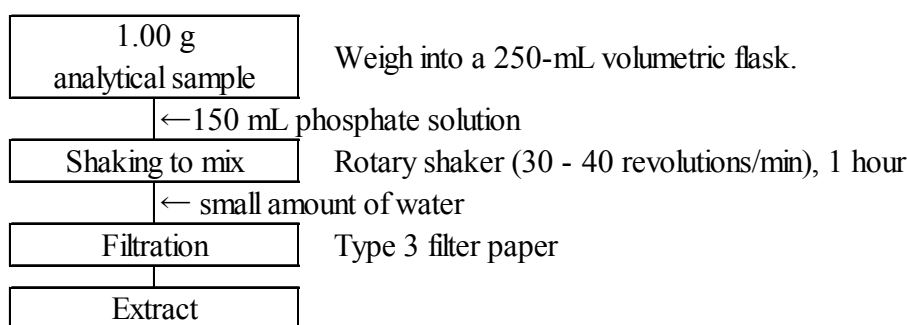 1.00 g
analytical sample
Weigh into a 250-mL volumetric flask.
←150 mL phosphate solution
Shaking to mix
Rotary shaker (30 - 40 revolutions/min), 1 hour
← small amount of water
Filtration
Type 3 filter paper
Extract